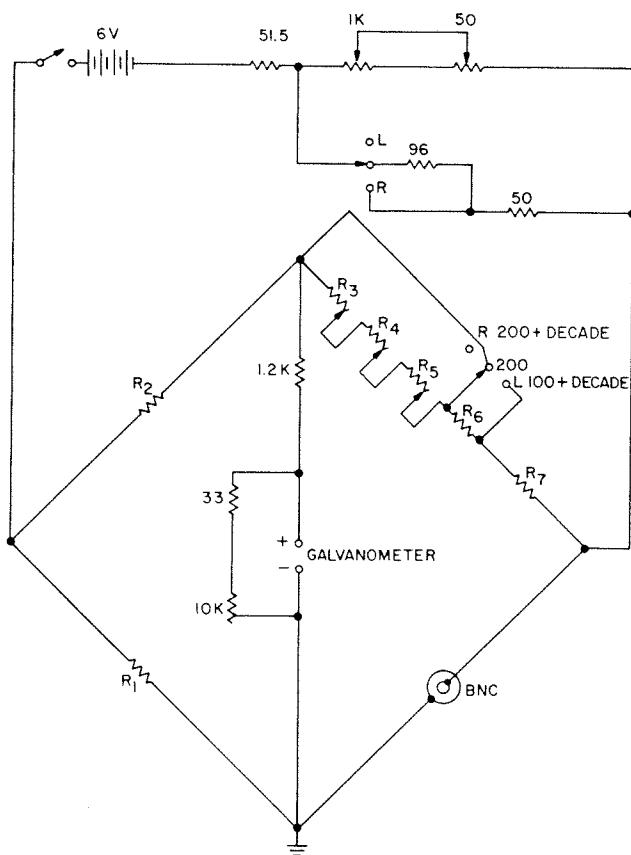 6V
51.5
1K
50
L
96
R
50
R3
R4
R 200 + DECADE
200
L 100 + DECADE
R5
1.2K
R2
R6
R7
33
+
GALVANOMETER
−
10K
R1
BNC